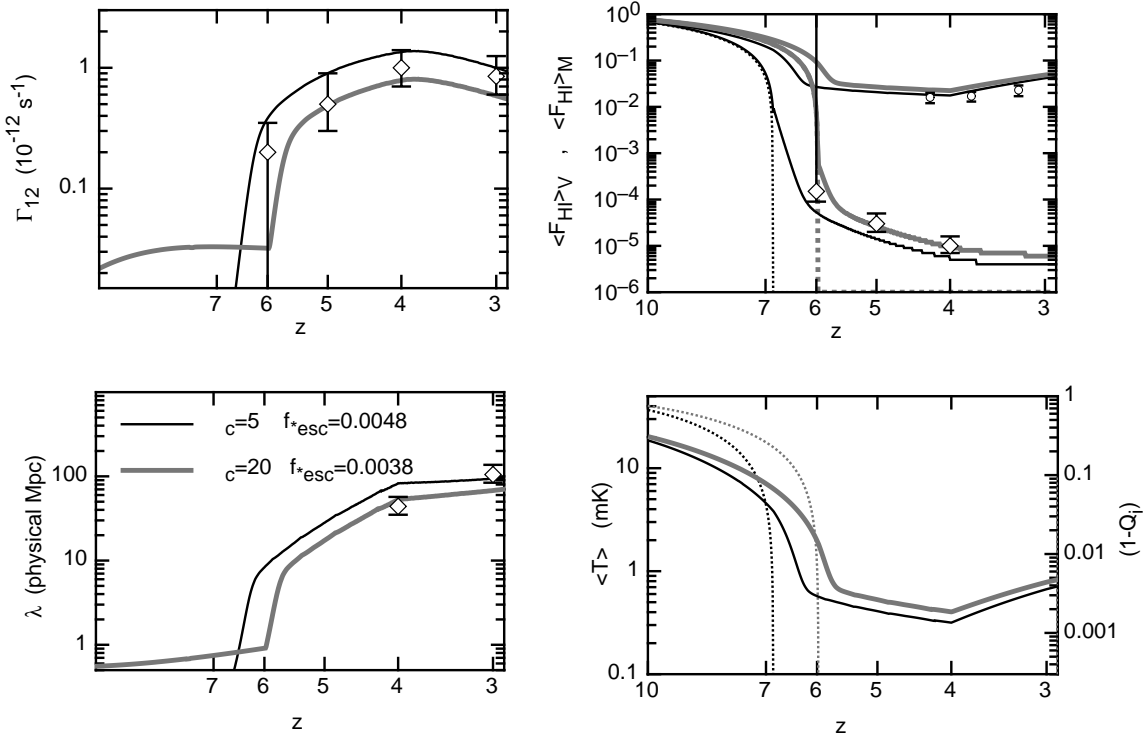 1
0.1
Γ12 (10-12 s-1)
7 6 5 4 3
z
100
10–1
10–2
10–3
10–4
10–5
10–6
<FHI>V , <FHI>M
10 7 6 5 4 3
z
100
10
1
λ (physical Mpc)
c=5 f*esc=0.0048
c=20 f*esc=0.0038
7 6 5 4 3
z
10
1
0.1
<T> (mK)
1
0.1
0.01
0.001
(1-Qi)
10 7 6 5 4 3
z